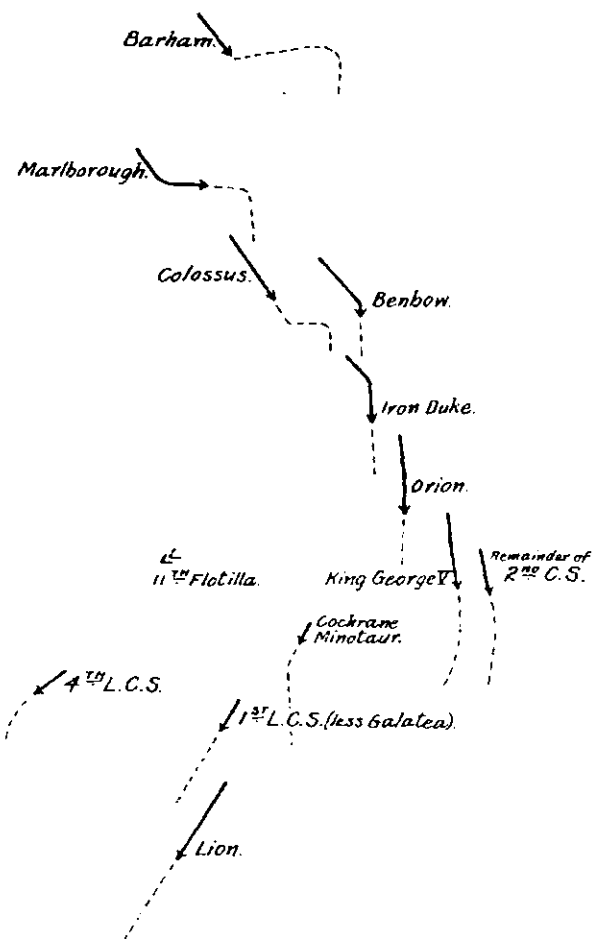 Barham.
Marlborough.
Colossus.
Benbow.
Iron Duke.
Orion.
11TH Flotilla.
King George V
Remainder of
2ND C.S.
Cochrane
Minotaur.
4TH L.C.S.
1ST L.C.S. (less Galatea).
Lion.